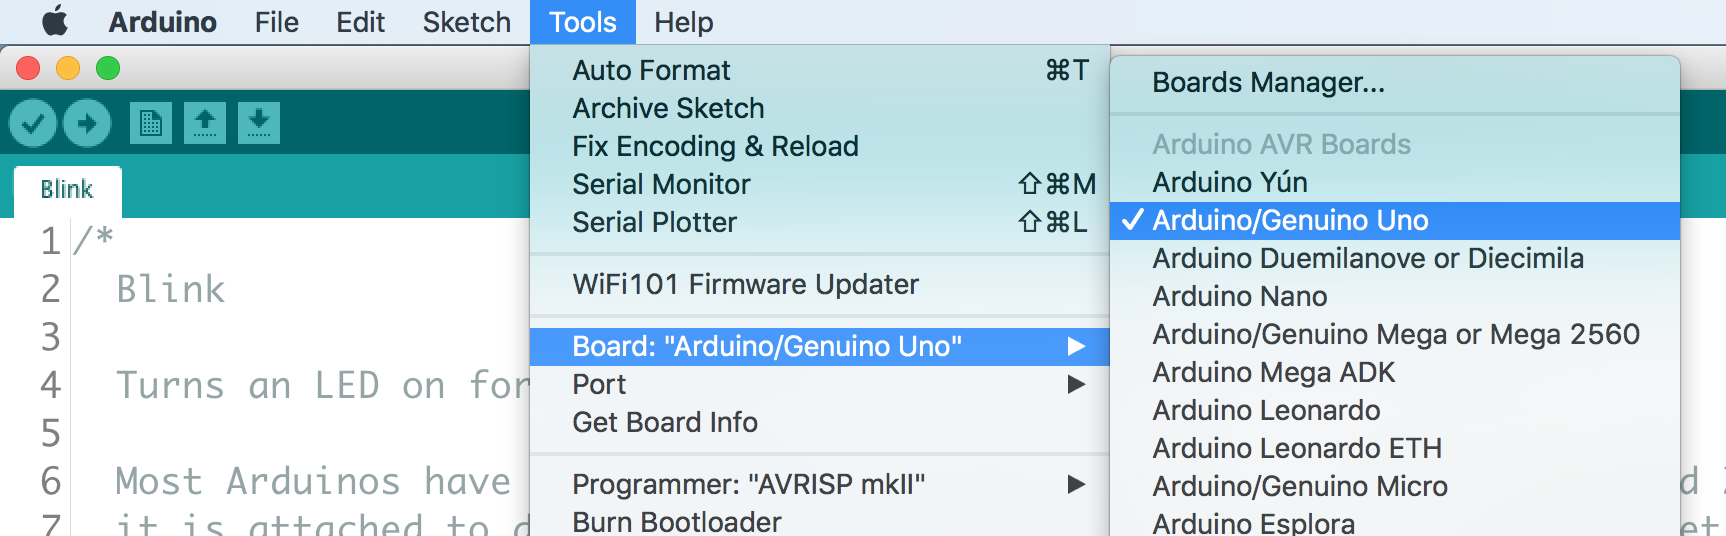 Arduino File Edit Sketch Tools Help
Auto Format ⌘T
Archive Sketch
Fix Encoding & Reload
Serial Monitor ⇧⌘M
Serial Plotter ⇧⌘L
WiFi101 Firmware Updater
Board: "Arduino/Genuino Uno"
Port
Get Board Info
Programmer: "AVRISP mkII"
Burn Bootloader
Boards Manager...
Arduino AVR Boards
Arduino Yún
✓ Arduino/Genuino Uno
Arduino Duemilanove or Diecimila
Arduino Nano
Arduino/Genuino Mega or Mega 2560
Arduino Mega ADK
Arduino Leonardo
Arduino Leonardo ETH
Arduino/Genuino Micro
Arduino Esplora
Blink
1 /*
2 Blink
3
4 Turns an LED on for
5
6 Most Arduinos have
7 it is attached to